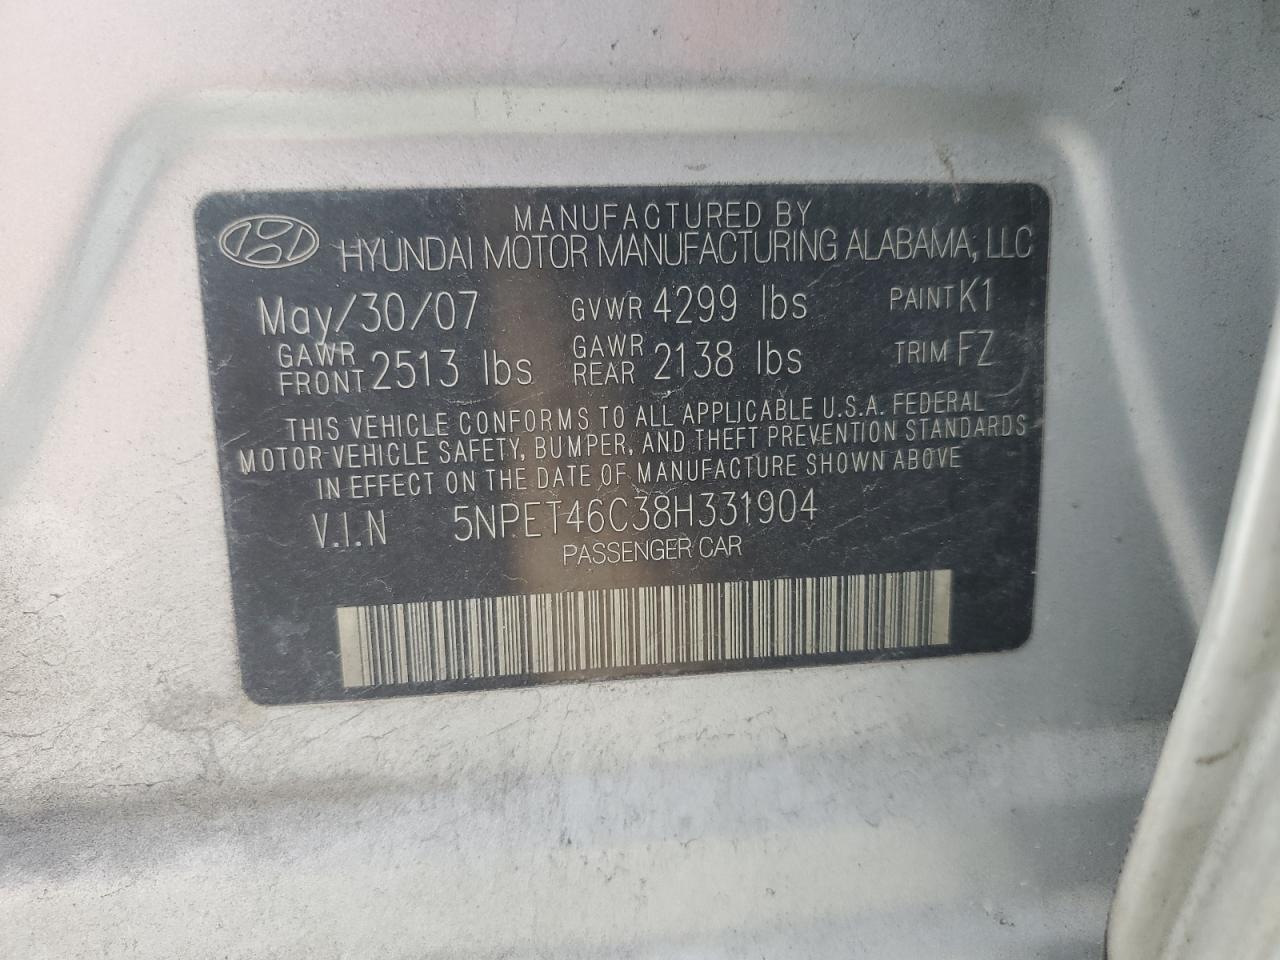 MANUFACTURED BY
HYUNDAI MOTOR MANUFACTURING ALABAMA, LLC
May/30/07 GVWR 4299 lbs PAINT K1
GAWR FRONT 2513 lbs GAWR REAR 2138 lbs TRIM FZ
THIS VEHICLE CONFORMS TO ALL APPLICABLE U.S.A. FEDERAL
MOTOR VEHICLE SAFETY, BUMPER, AND THEFT PREVENTION STANDARDS
IN EFFECT ON THE DATE OF MANUFACTURE SHOWN ABOVE
V.I.N 5NPET46C38H331904
PASSENGER CAR